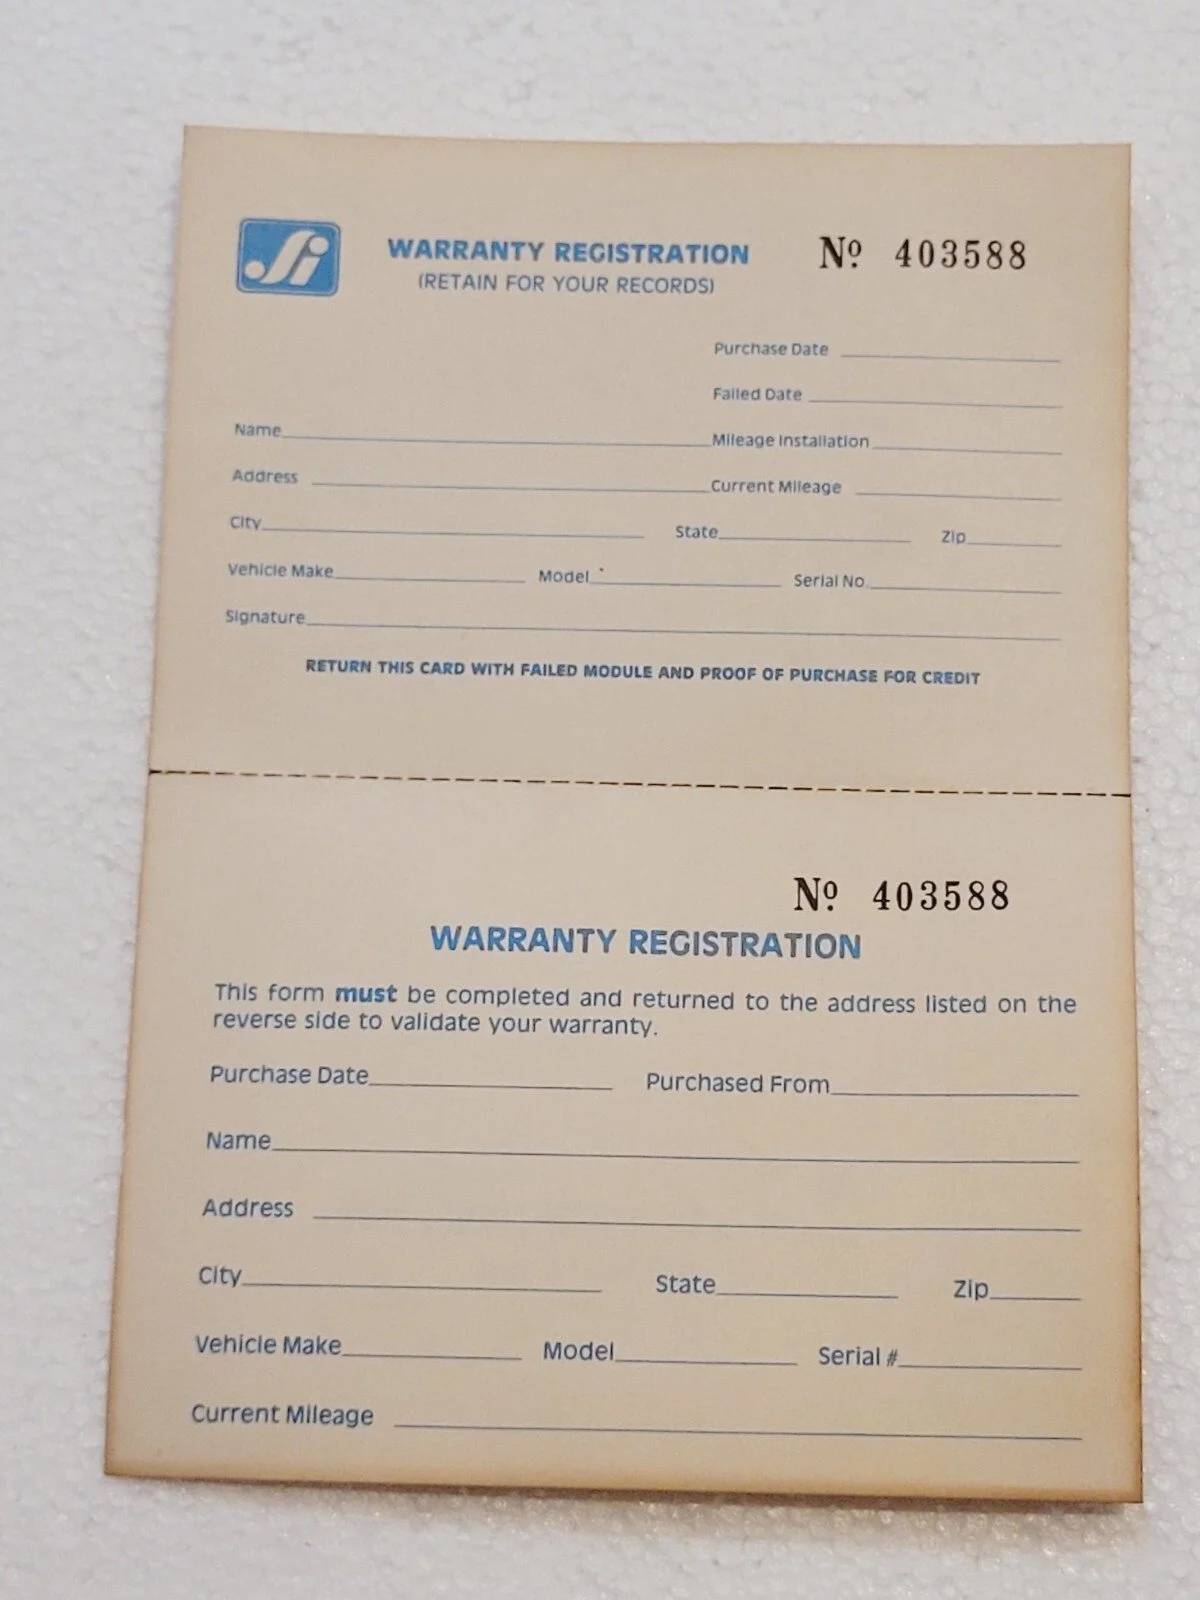 Si
WARRANTY REGISTRATION Nº 403588
(RETAIN FOR YOUR RECORDS)
Purchase Date
Failed Date
Name Mileage Installation
Address Current Mileage
City State Zip
Vehicle Make Model Serial No.
Signature
RETURN THIS CARD WITH FAILED MODULE AND PROOF OF PURCHASE FOR CREDIT
Nº 403588
WARRANTY REGISTRATION
This form must be completed and returned to the address listed on the
reverse side to validate your warranty.
Purchase Date Purchased From
Name
Address
City State Zip
Vehicle Make Model Serial #
Current Mileage